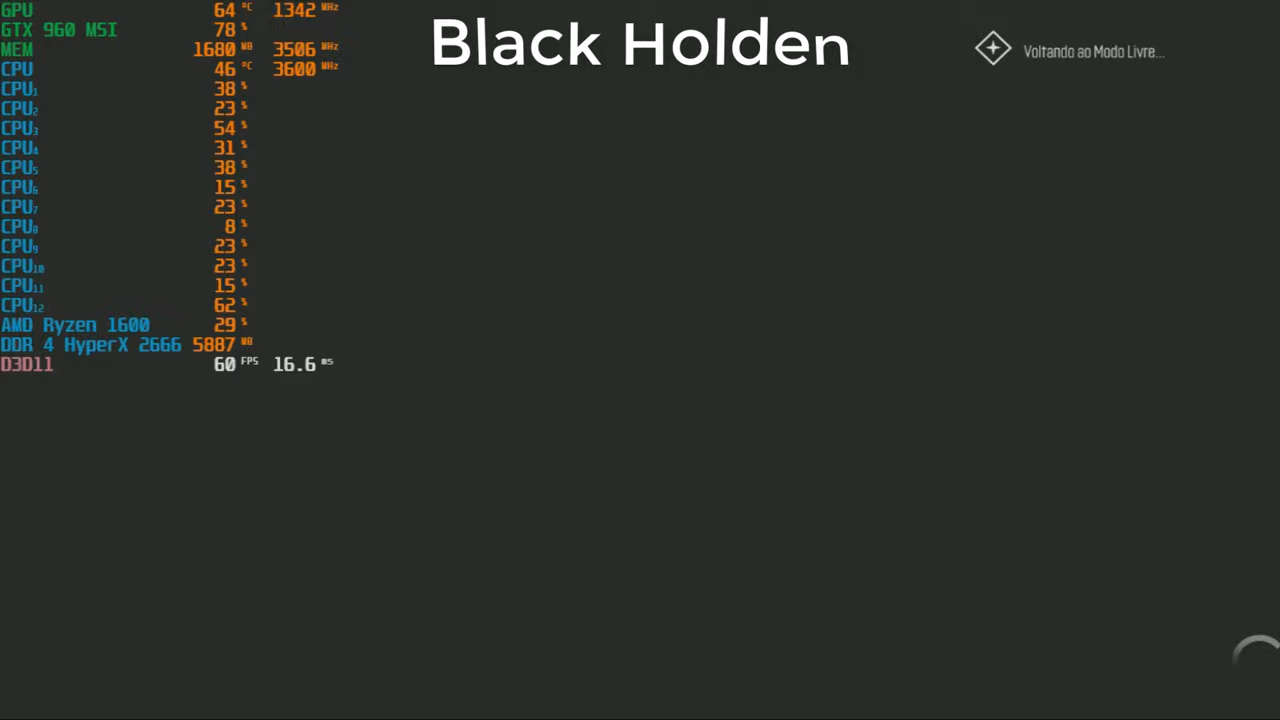 GPU 64 °C 1342 MHz
GTX 960 MSI 78 %
MEM 1680 MB 3506 MHz
CPU 46 °C 3600 MHz
CPU1 38 %
CPU2 23 %
CPU3 54 %
CPU4 31 %
CPU5 38 %
CPU6 15 %
CPU7 23 %
CPU8 8 %
CPU9 23 %
CPU10 23 %
CPU11 15 %
CPU12 62 %
AMD Ryzen 1600 29 %
DDR 4 HyperX 2666 5887 MB
D3D11 60 FPS 16.6 ms
Black Holden
Voltando ao Modo Livre...